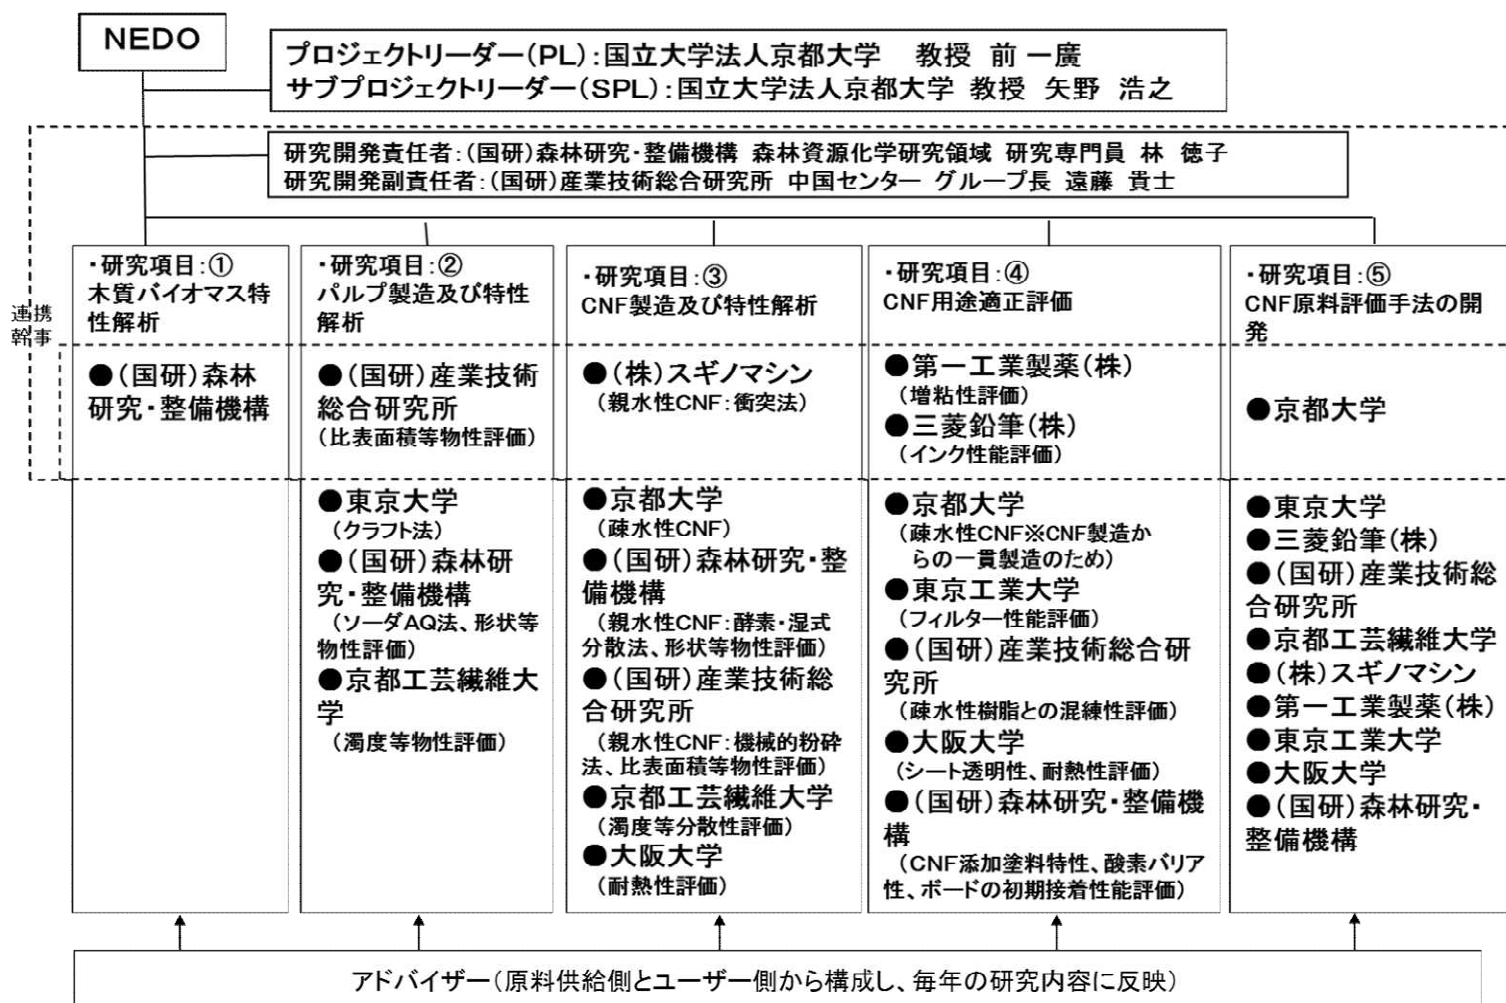 NEDO
プロジェクトリーダー(PL):国立大学法人京都大学 教授 前 一廣
サブプロジェクトリーダー(SPL):国立大学法人京都大学 教授 矢野 浩之
研究開発責任者:(国研)森林研究・整備機構 森林資源化学研究領域 研究専門員 林 徳子
研究開発副責任者:(国研)産業技術総合研究所 中国センター グループ長 遠藤 貴士
連携
幹事
・研究項目:①
木質バイオマス特
性解析
●(国研)森林
研究・整備機構
・研究項目:②
パルプ製造及び特性
解析
●(国研)産業技術
総合研究所
(比表面積等物性評価)
●東京大学
(クラフト法)
●(国研)森林研
究・整備機構
(ソーダAQ法、形状等
物性評価)
●京都工芸繊維大
学
(濁度等物性評価)
・研究項目:③
CNF製造及び特性解析
●(株)スギノマシン
(親水性CNF:衝突法)
●京都大学
(疎水性CNF)
●(国研)森林研究・整
備機構
(親水性CNF:酵素・湿式
分散法、形状等物性評価)
●(国研)産業技術総
合研究所
(親水性CNF:機械的粉砕
法、比表面積等物性評価)
●京都工芸繊維大学
(濁度等分散性評価)
●大阪大学
(耐熱性評価)
・研究項目:④
CNF用途適正評価
●第一工業製薬(株)
(増粘性評価)
●三菱鉛筆(株)
(インク性能評価)
●京都大学
(疎水性CNF※CNF製造か
らの一貫製造のため)
●東京工業大学
(フィルター性能評価)
●(国研)産業技術総合研
究所
(疎水性樹脂との混練性評価)
●大阪大学
(シート透明性、耐熱性評価)
●(国研)森林研究・整備機
構
(CNF添加塗料特性、酸素バリア
性、ボードの初期接着性能評価)
・研究項目:⑤
CNF原料評価手法の開
発
●京都大学
●東京大学
●三菱鉛筆(株)
●(国研)産業技術総
合研究所
●京都工芸繊維大学
●(株)スギノマシン
●第一工業製薬(株)
●東京工業大学
●大阪大学
●(国研)森林研究・
整備機構
アドバイザー(原料供給側とユーザー側から構成し、毎年の研究内容に反映)